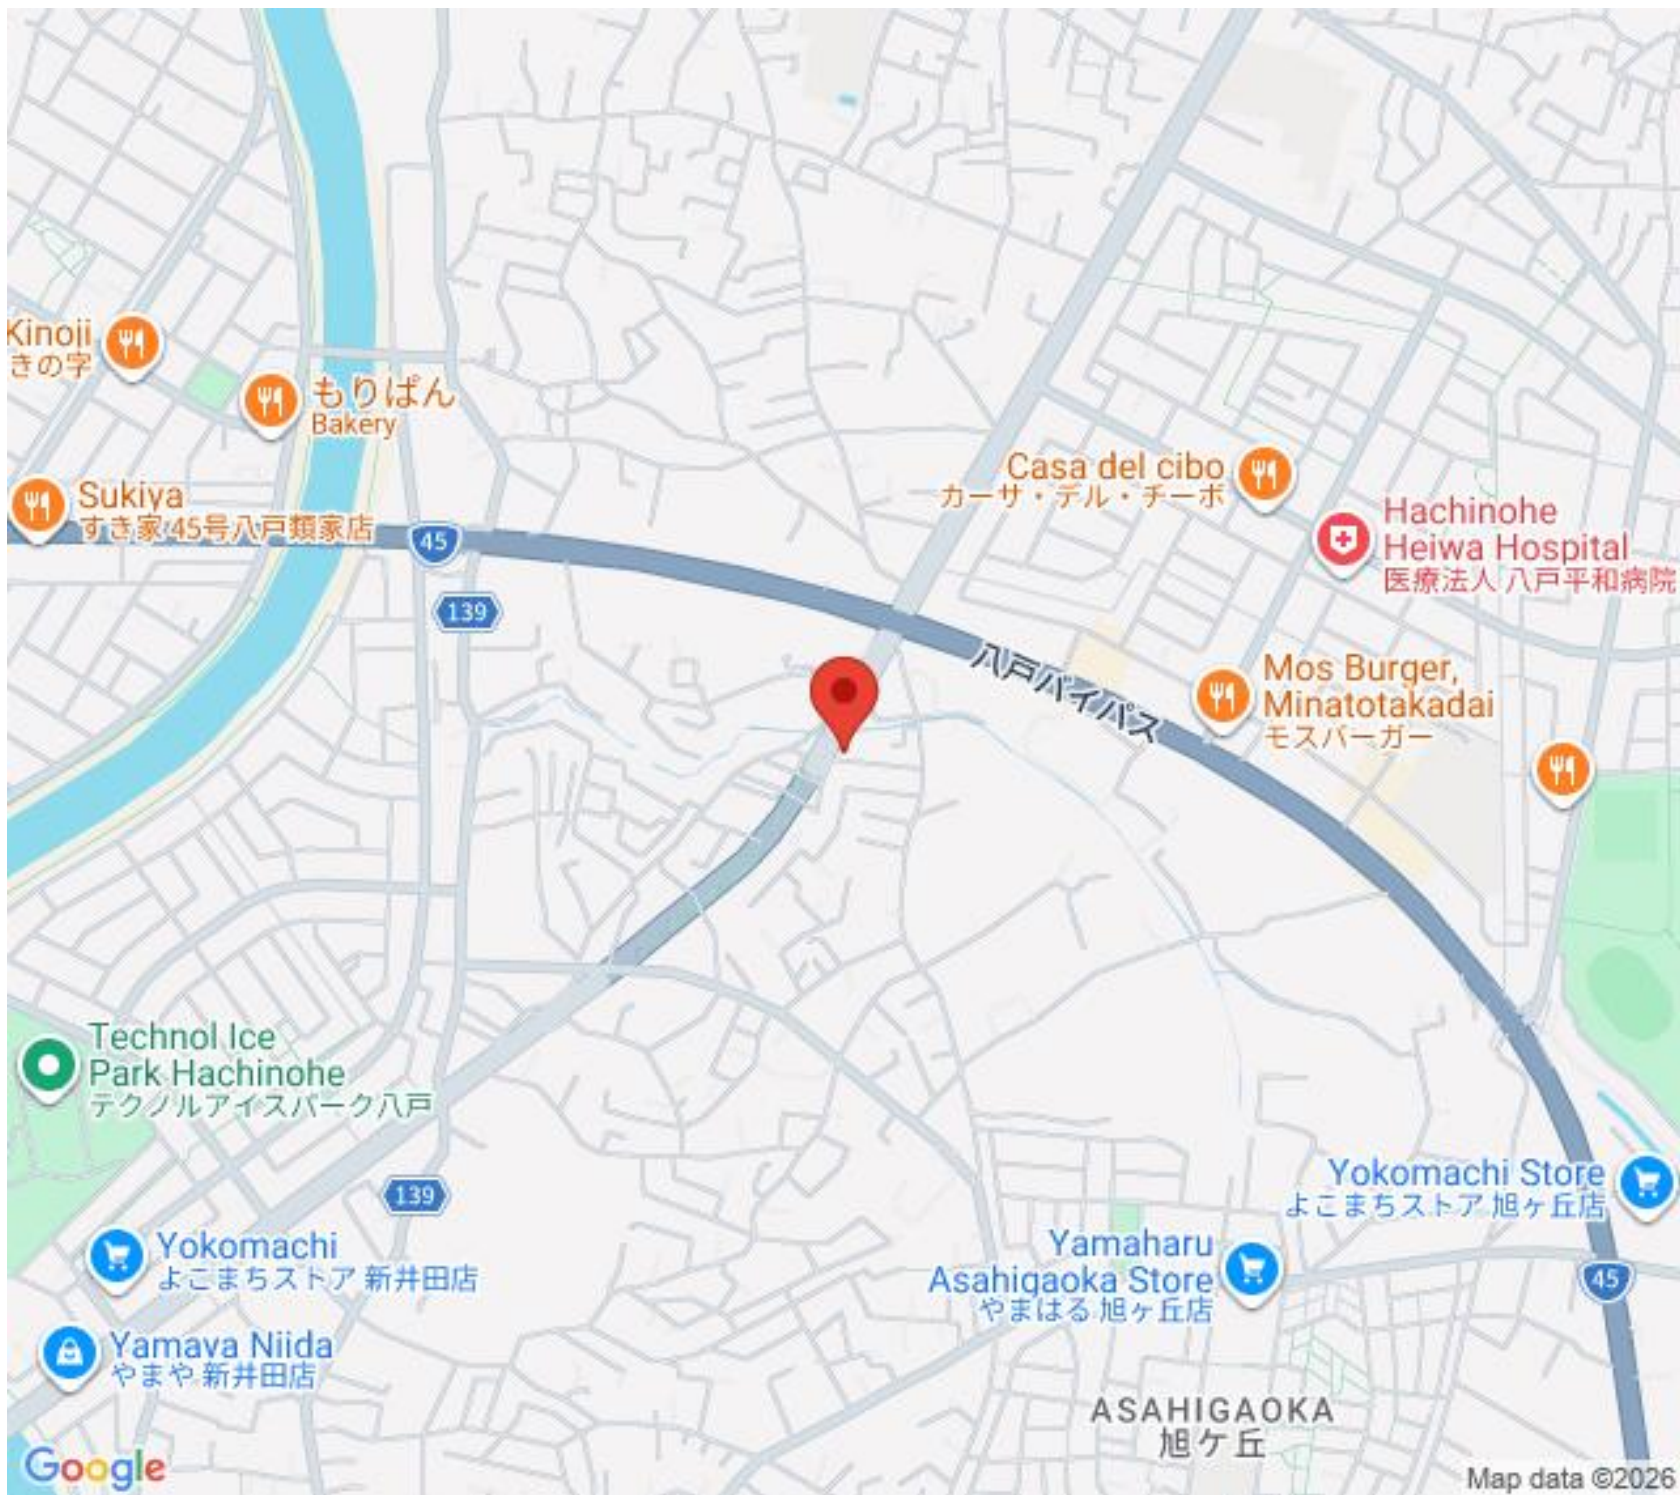 Kinoji
きの字
もりぱん
Bakery
Casa del cibo
カーサ・デル・チーボ
Sukiya
すき家 45号八戸類家店
45
Hachinohe
Heiwa Hospital
医療法人 八戸平和病院
139
八戸バイパス
Mos Burger,
Minatotakadai
モスバーガー
Technol Ice
Park Hachinohe
テクノルアイスパーク八戸
139
Yokomachi Store
よこまちストア 旭ヶ丘店
Yokomachi
よこまちストア 新井田店
Yamaharu
Asahigaoka Store
やまはる 旭ヶ丘店
45
Yamaya Niida
やまや 新井田店
ASAHIGAOKA
旭ケ丘
Google
Map data ©2026